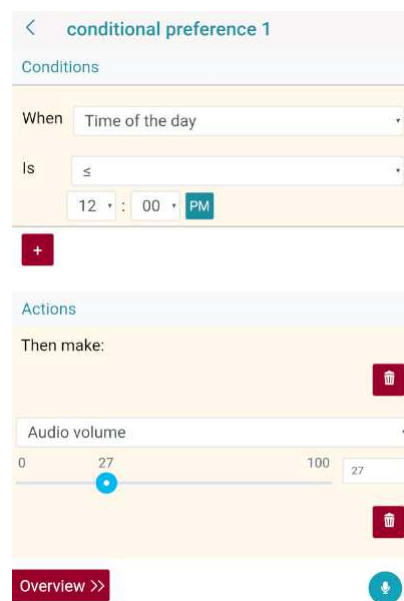 conditional preference 1
Conditions
When Time of the day
Is ≤
12 : 00 PM
+
Actions
Then make:
Audio volume
0 27 100 27
Overview >>